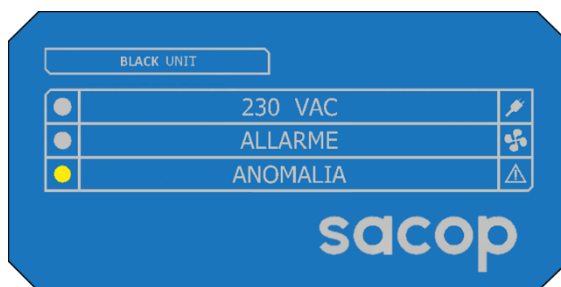 BLACK UNIT
230 VAC
ALLARME
ANOMALIA
sacop